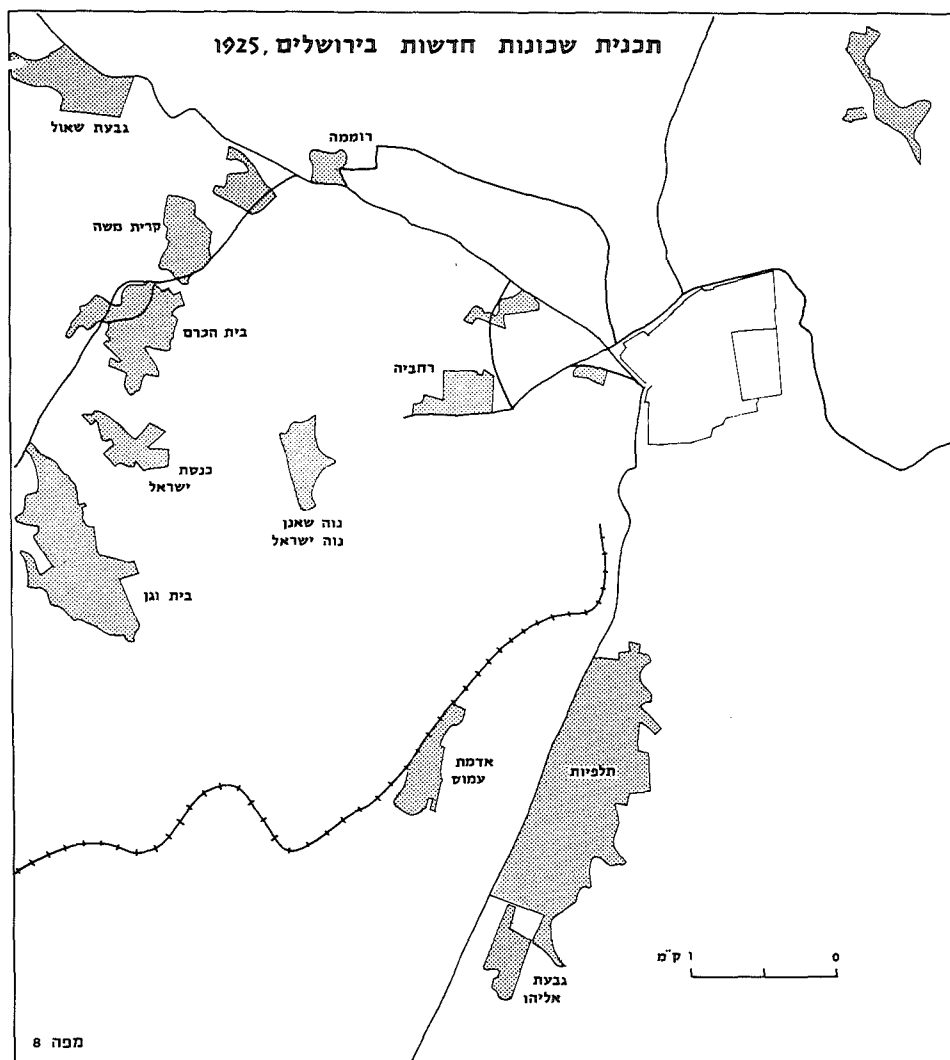 תכנית שכונות חדשות בירושלים, 1925
גבעת שאול
רוממה
קרית משה
בית הכרם
רחביה
כנסת
ישראל
נוה שאנן
נוה ישראל
בית וגן
אדמת
עמוס
תלפיות
גבעת
אליהו
1 ק"מ 0
מפה 8